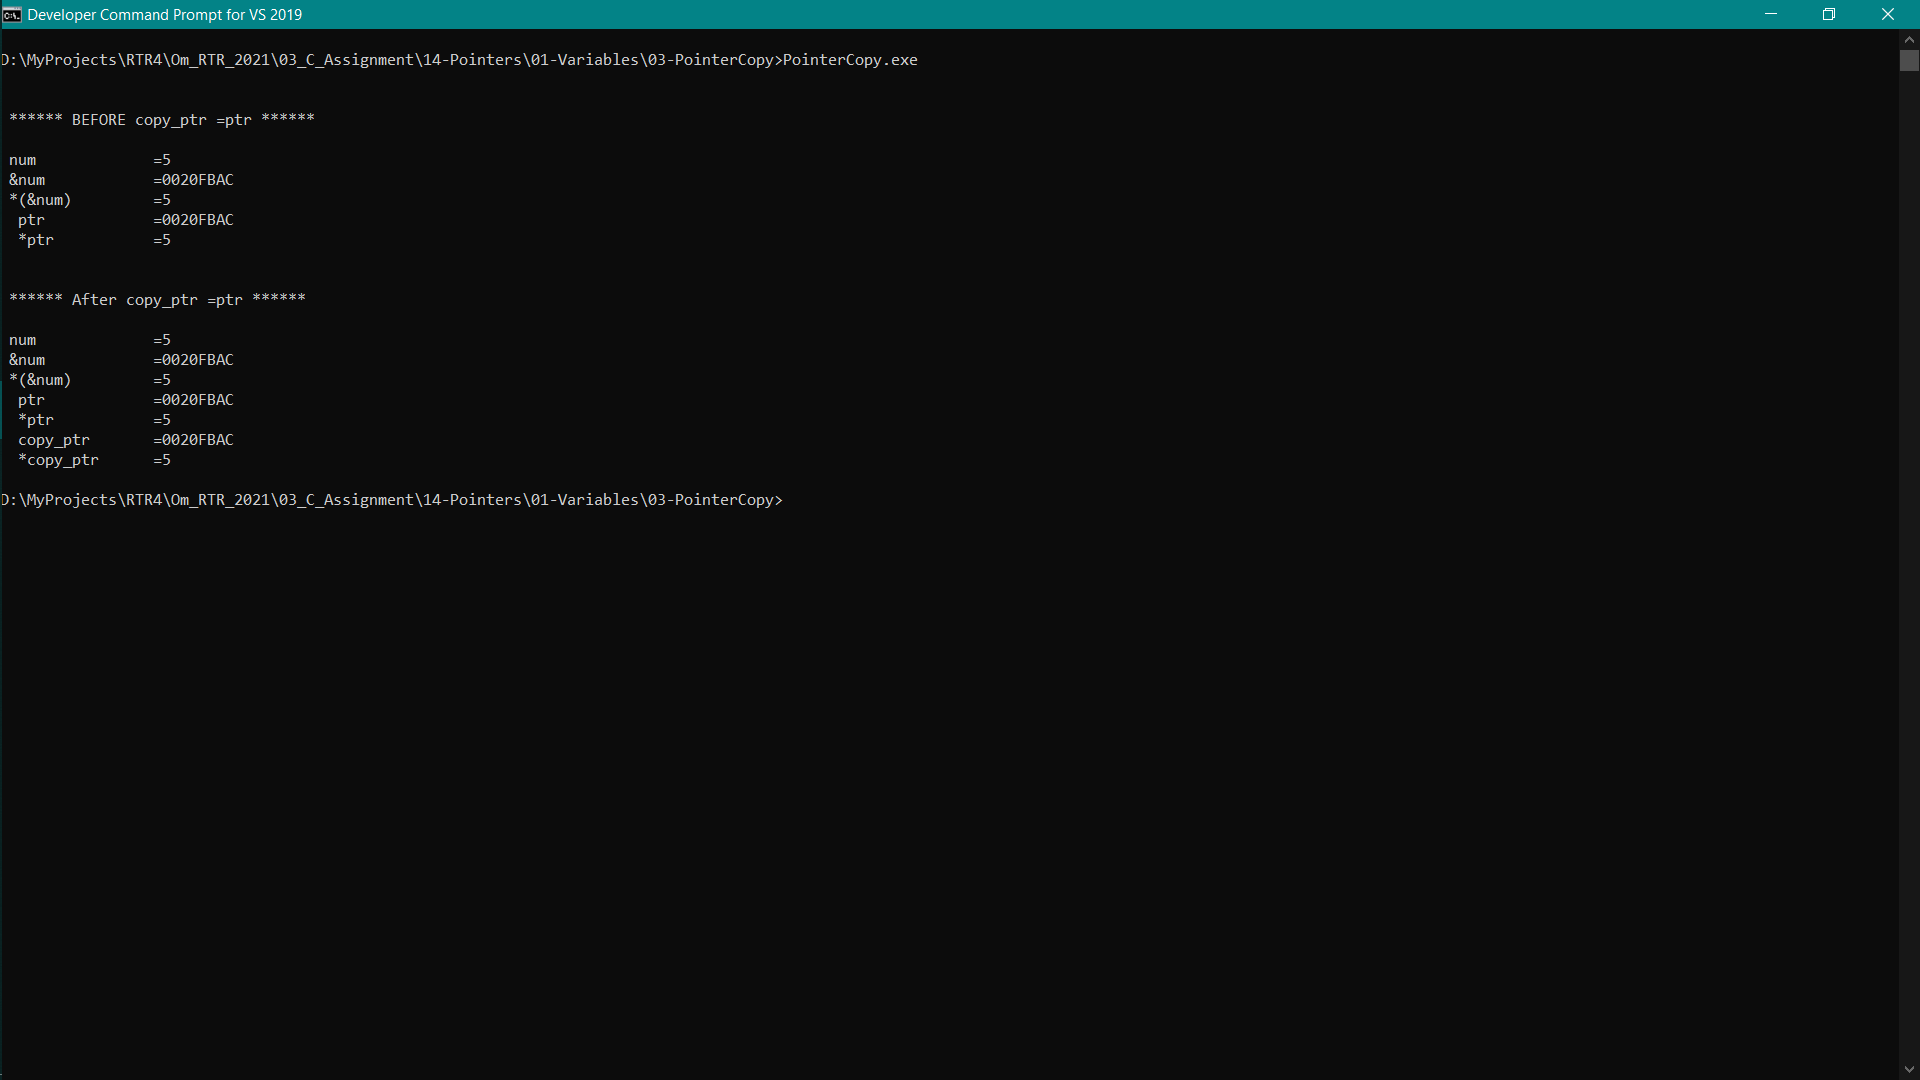 Developer Command Prompt for VS 2019
D:\MyProjects\RTR4\Om_RTR_2021\03_C_Assignment\14-Pointers\01-Variables\03-PointerCopy>PointerCopy.exe
****** BEFORE copy_ptr =ptr ******
num             =5
&num            =0020FBAC
*(&num)         =5
 ptr            =0020FBAC
 *ptr           =5
****** After copy_ptr =ptr ******
num             =5
&num            =0020FBAC
*(&num)         =5
 ptr            =0020FBAC
 *ptr           =5
 copy_ptr       =0020FBAC
 *copy_ptr      =5
D:\MyProjects\RTR4\Om_RTR_2021\03_C_Assignment\14-Pointers\01-Variables\03-PointerCopy>